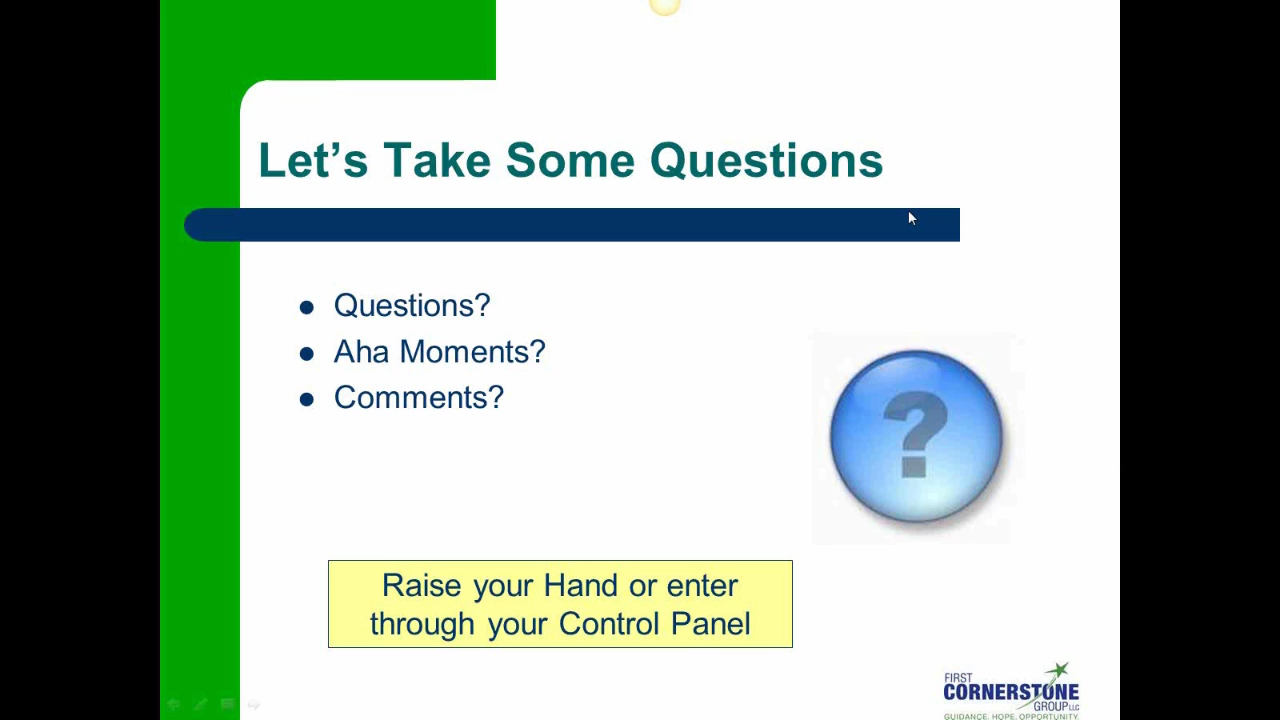 Let's Take Some Questions
Questions?
Aha Moments?
Comments?
?
Raise your Hand or enter
through your Control Panel
FIRST
CORNERSTONE
GROUP LLC
GUIDANCE. HOPE. OPPORTUNITY.